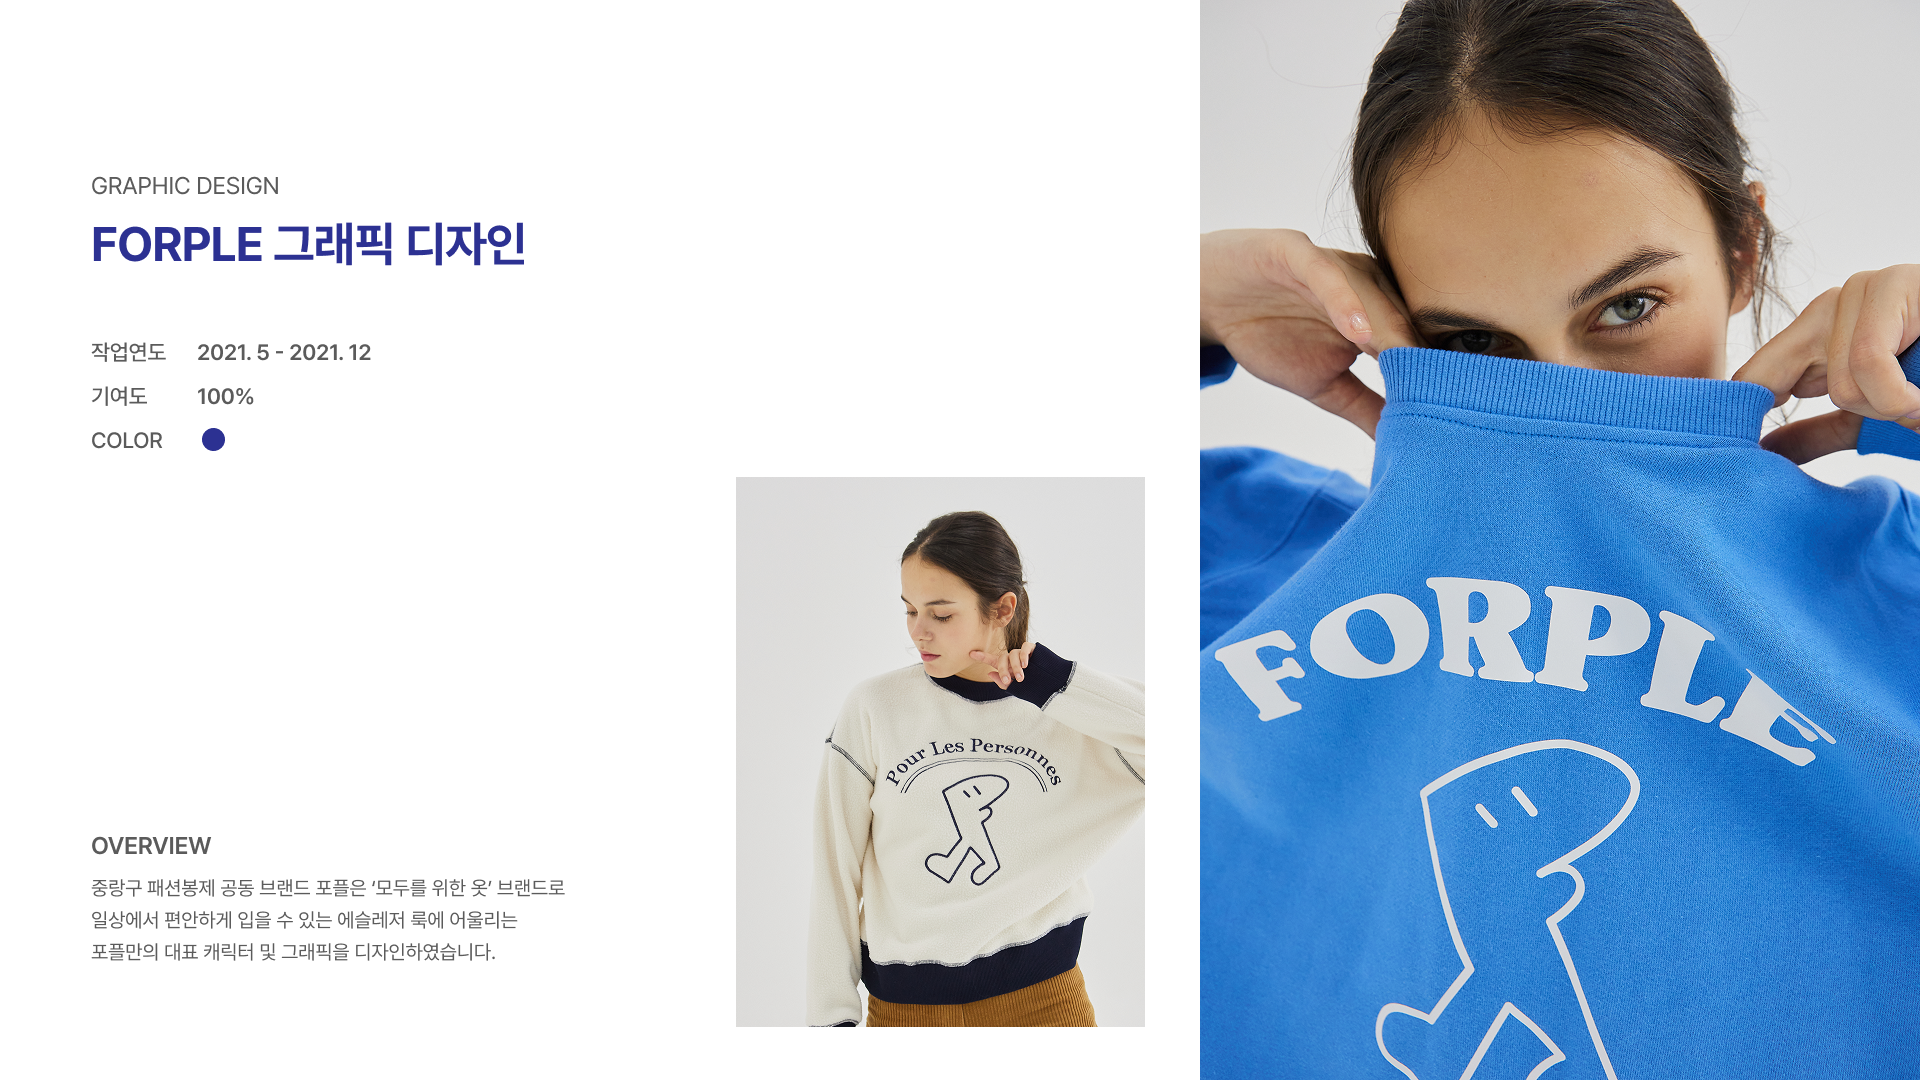 GRAPHIC DESIGN
FORPLE 그래픽 디자인
작업연도 2021. 5 - 2021. 12
기여도 100%
COLOR
OVERVIEW
중랑구 패션봉제 공동 브랜드 포플은 ‘모두를 위한 옷’ 브랜드로
일상에서 편안하게 입을 수 있는 에슬레저 룩에 어울리는
포플만의 대표 캐릭터 및 그래픽을 디자인하였습니다.
Pour Les Personnes
FORPLE